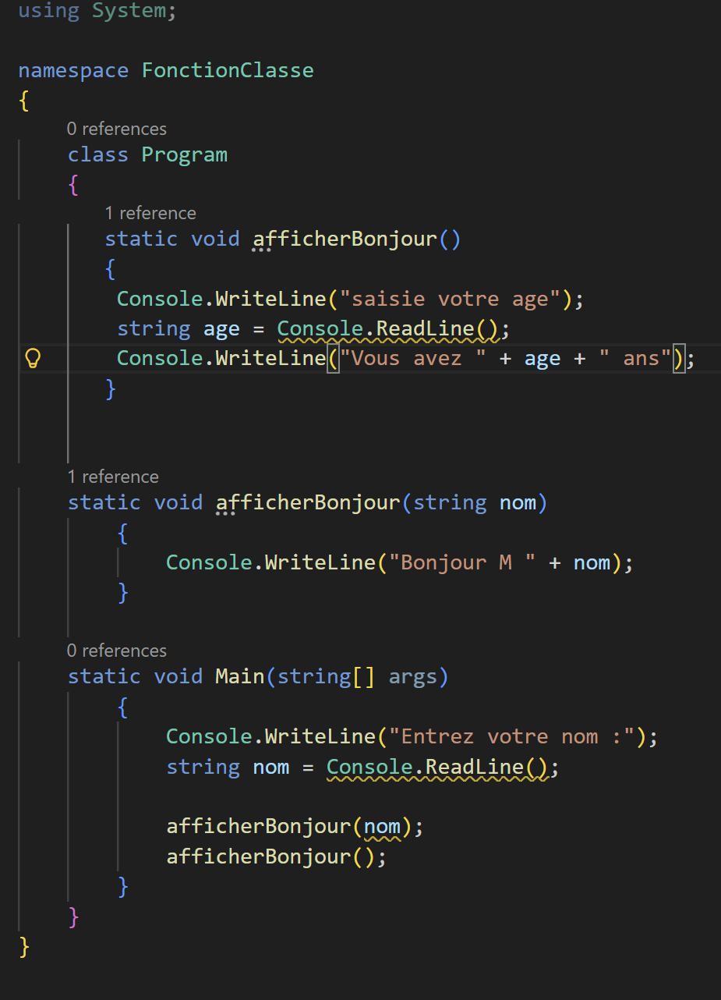 using System;
namespace FonctionClasse
{
0 references
class Program
{
1 reference
static void afficherBonjour()
{
Console.WriteLine("saisie votre age");
string age = Console.ReadLine();
Console.WriteLine("Vous avez " + age + " ans");
}
1 reference
static void afficherBonjour(string nom)
{
Console.WriteLine("Bonjour M " + nom);
}
0 references
static void Main(string[] args)
{
Console.WriteLine("Entrez votre nom :");
string nom = Console.ReadLine();
afficherBonjour(nom);
afficherBonjour();
}
}
}